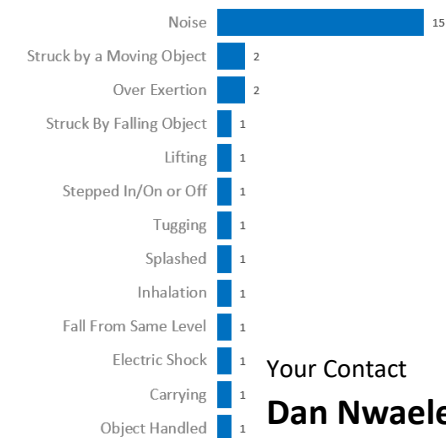 Noise 15
Struck by a Moving Object 2
Over Exertion 2
Struck By Falling Object 1
Lifting 1
Stepped In/On or Off 1
Tugging 1
Splashed 1
Inhalation 1
Fall From Same Level 1
Electric Shock 1
Carrying 1
Object Handled 1
Your Contact
Dan Nwaele